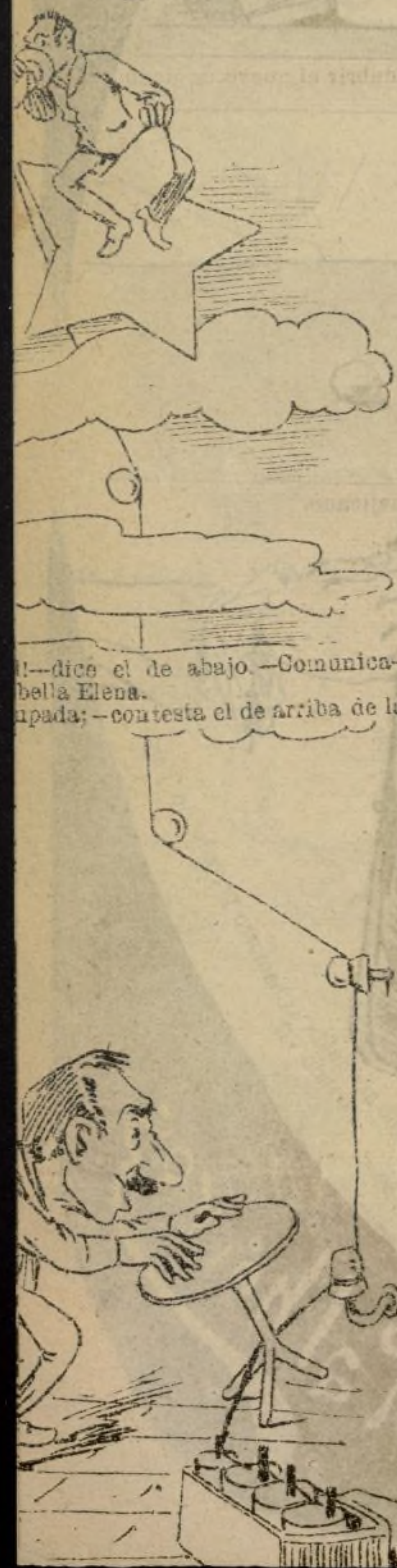 !!—dice el de abajo.—Comunica-
bella Elena.
upada;—contesta el de arriba de la